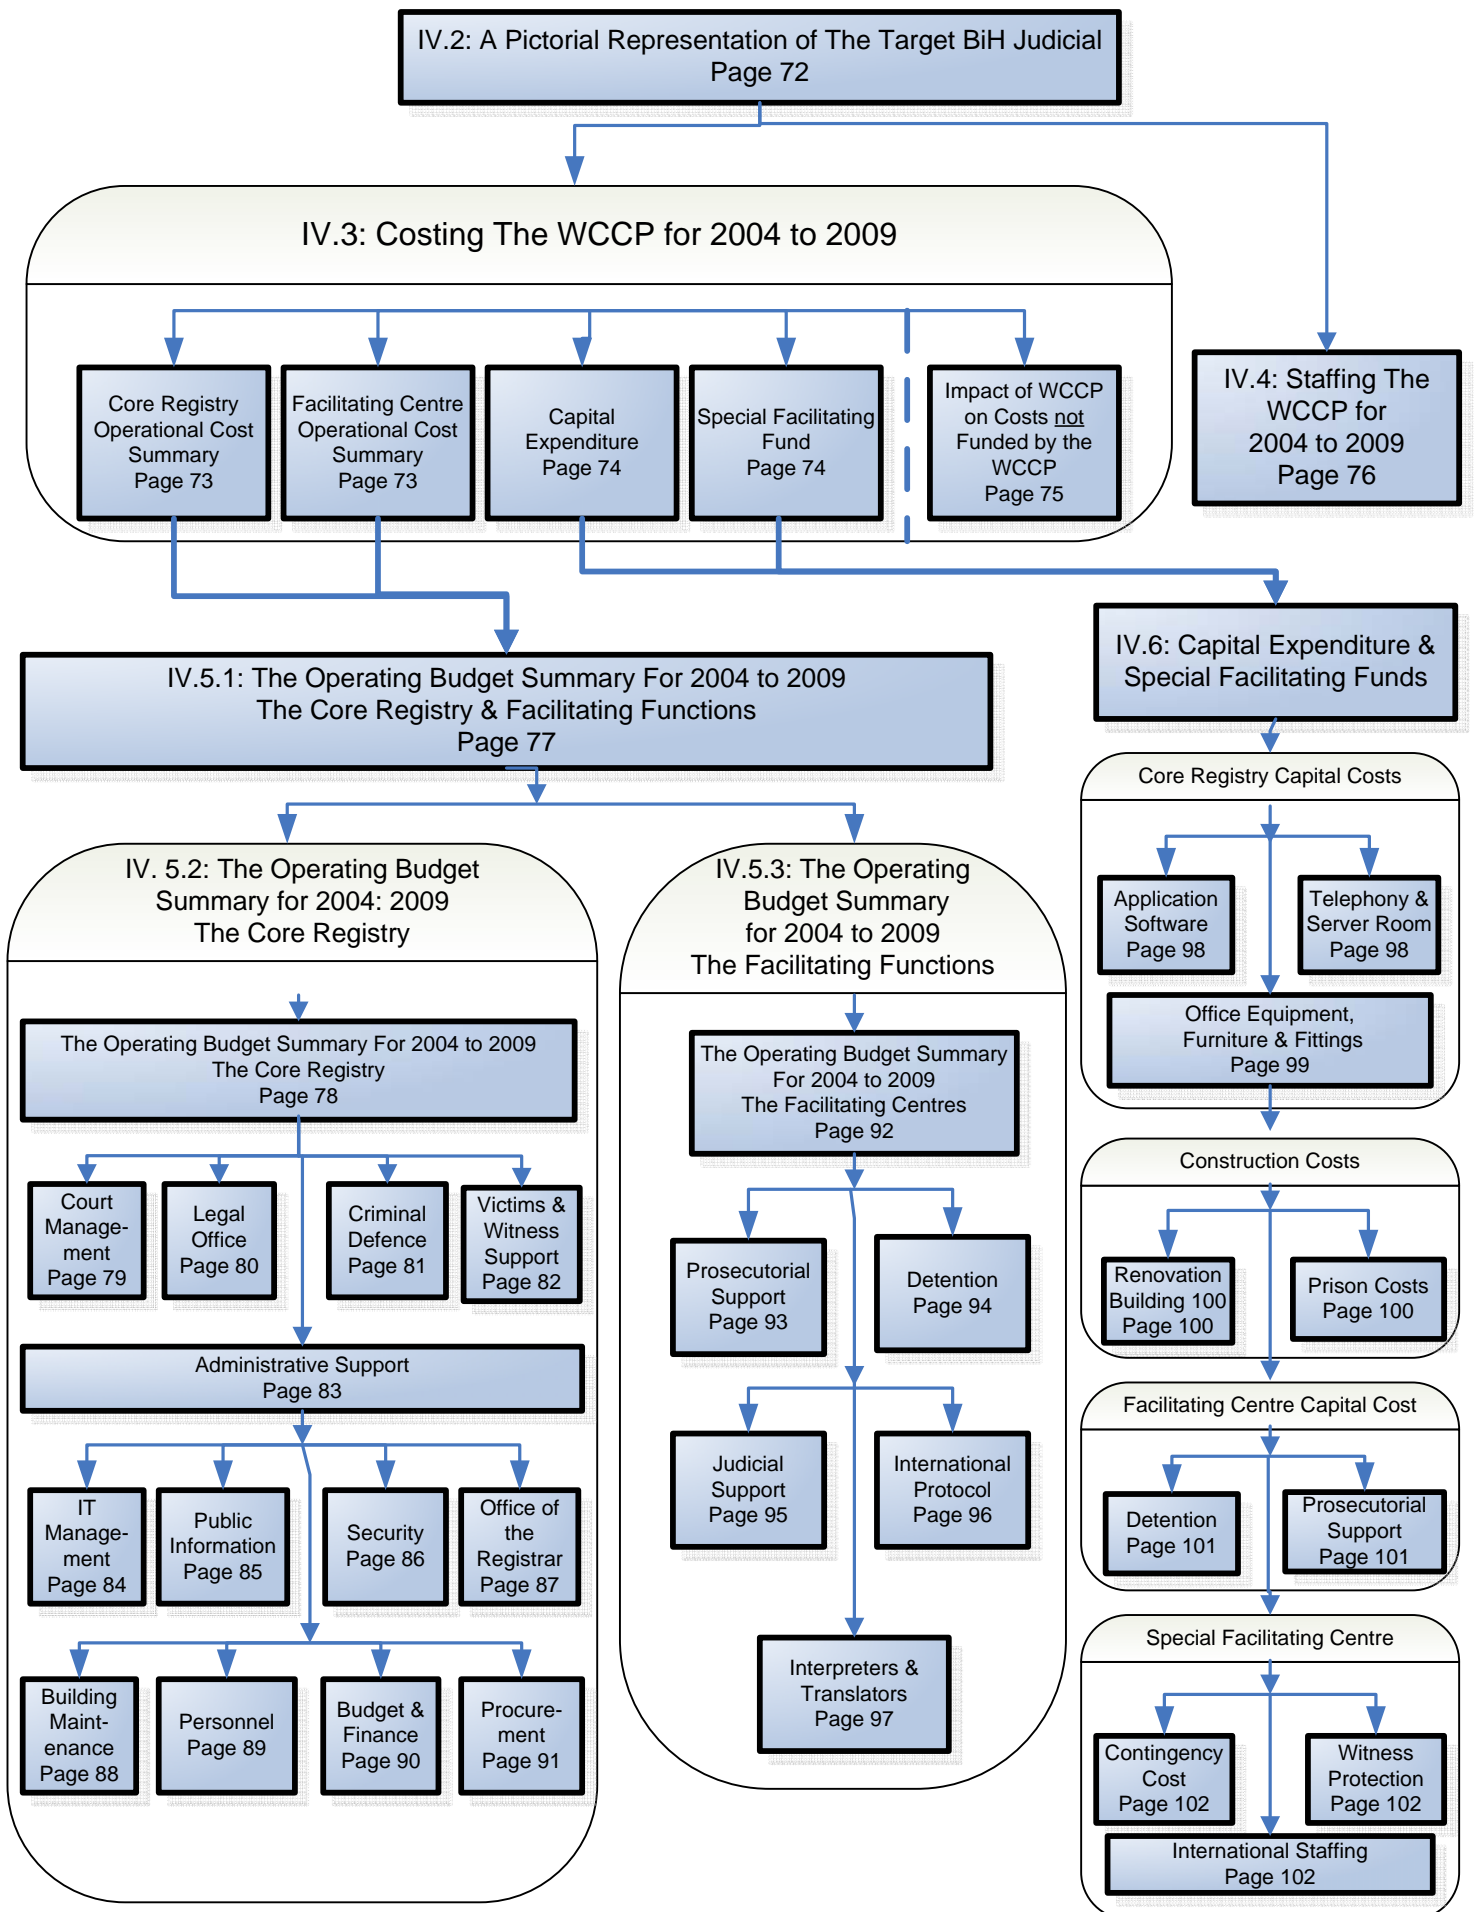 IV.2: A Pictorial Representation of The Target BiH Judicial
Page 72
IV.3: Costing The WCCP for 2004 to 2009
Core Registry
Operational Cost
Summary
Page 73
Facilitating Centre
Operational Cost
Summary
Page 73
Capital
Expenditure
Page 74
Special Facilitating
Fund
Page 74
Impact of WCCP
on Costs not
Funded by the
WCCP
Page 75
IV.4: Staffing The
WCCP for
2004 to 2009
Page 76
IV.5.1: The Operating Budget Summary For 2004 to 2009
The Core Registry & Facilitating Functions
Page 77
IV.6: Capital Expenditure &
Special Facilitating Funds
IV. 5.2: The Operating Budget
Summary for 2004: 2009
The Core Registry
The Operating Budget Summary For 2004 to 2009
The Core Registry
Page 78
Court
Manage-
ment
Page 79
Legal
Office
Page 80
Criminal
Defence
Page 81
Victims &
Witness
Support
Page 82
Administrative Support
Page 83
IT
Manage-
ment
Page 84
Public
Information
Page 85
Security
Page 86
Office of
the
Registrar
Page 87
Building
Maint-
enance
Page 88
Personnel
Page 89
Budget &
Finance
Page 90
Procure-
ment
Page 91
IV.5.3: The Operating
Budget Summary
for 2004 to 2009
The Facilitating Functions
The Operating Budget Summary
For 2004 to 2009
The Facilitating Centres
Page 92
Prosecutorial
Support
Page 93
Detention
Page 94
Judicial
Support
Page 95
International
Protocol
Page 96
Interpreters &
Translators
Page 97
Core Registry Capital Costs
Application
Software
Page 98
Telephony &
Server Room
Page 98
Office Equipment,
Furniture & Fittings
Page 99
Construction Costs
Renovation
Building 100
Page 100
Prison Costs
Page 100
Facilitating Centre Capital Cost
Detention
Page 101
Prosecutorial
Support
Page 101
Special Facilitating Centre
Contingency
Cost
Page 102
Witness
Protection
Page 102
International Staffing
Page 102